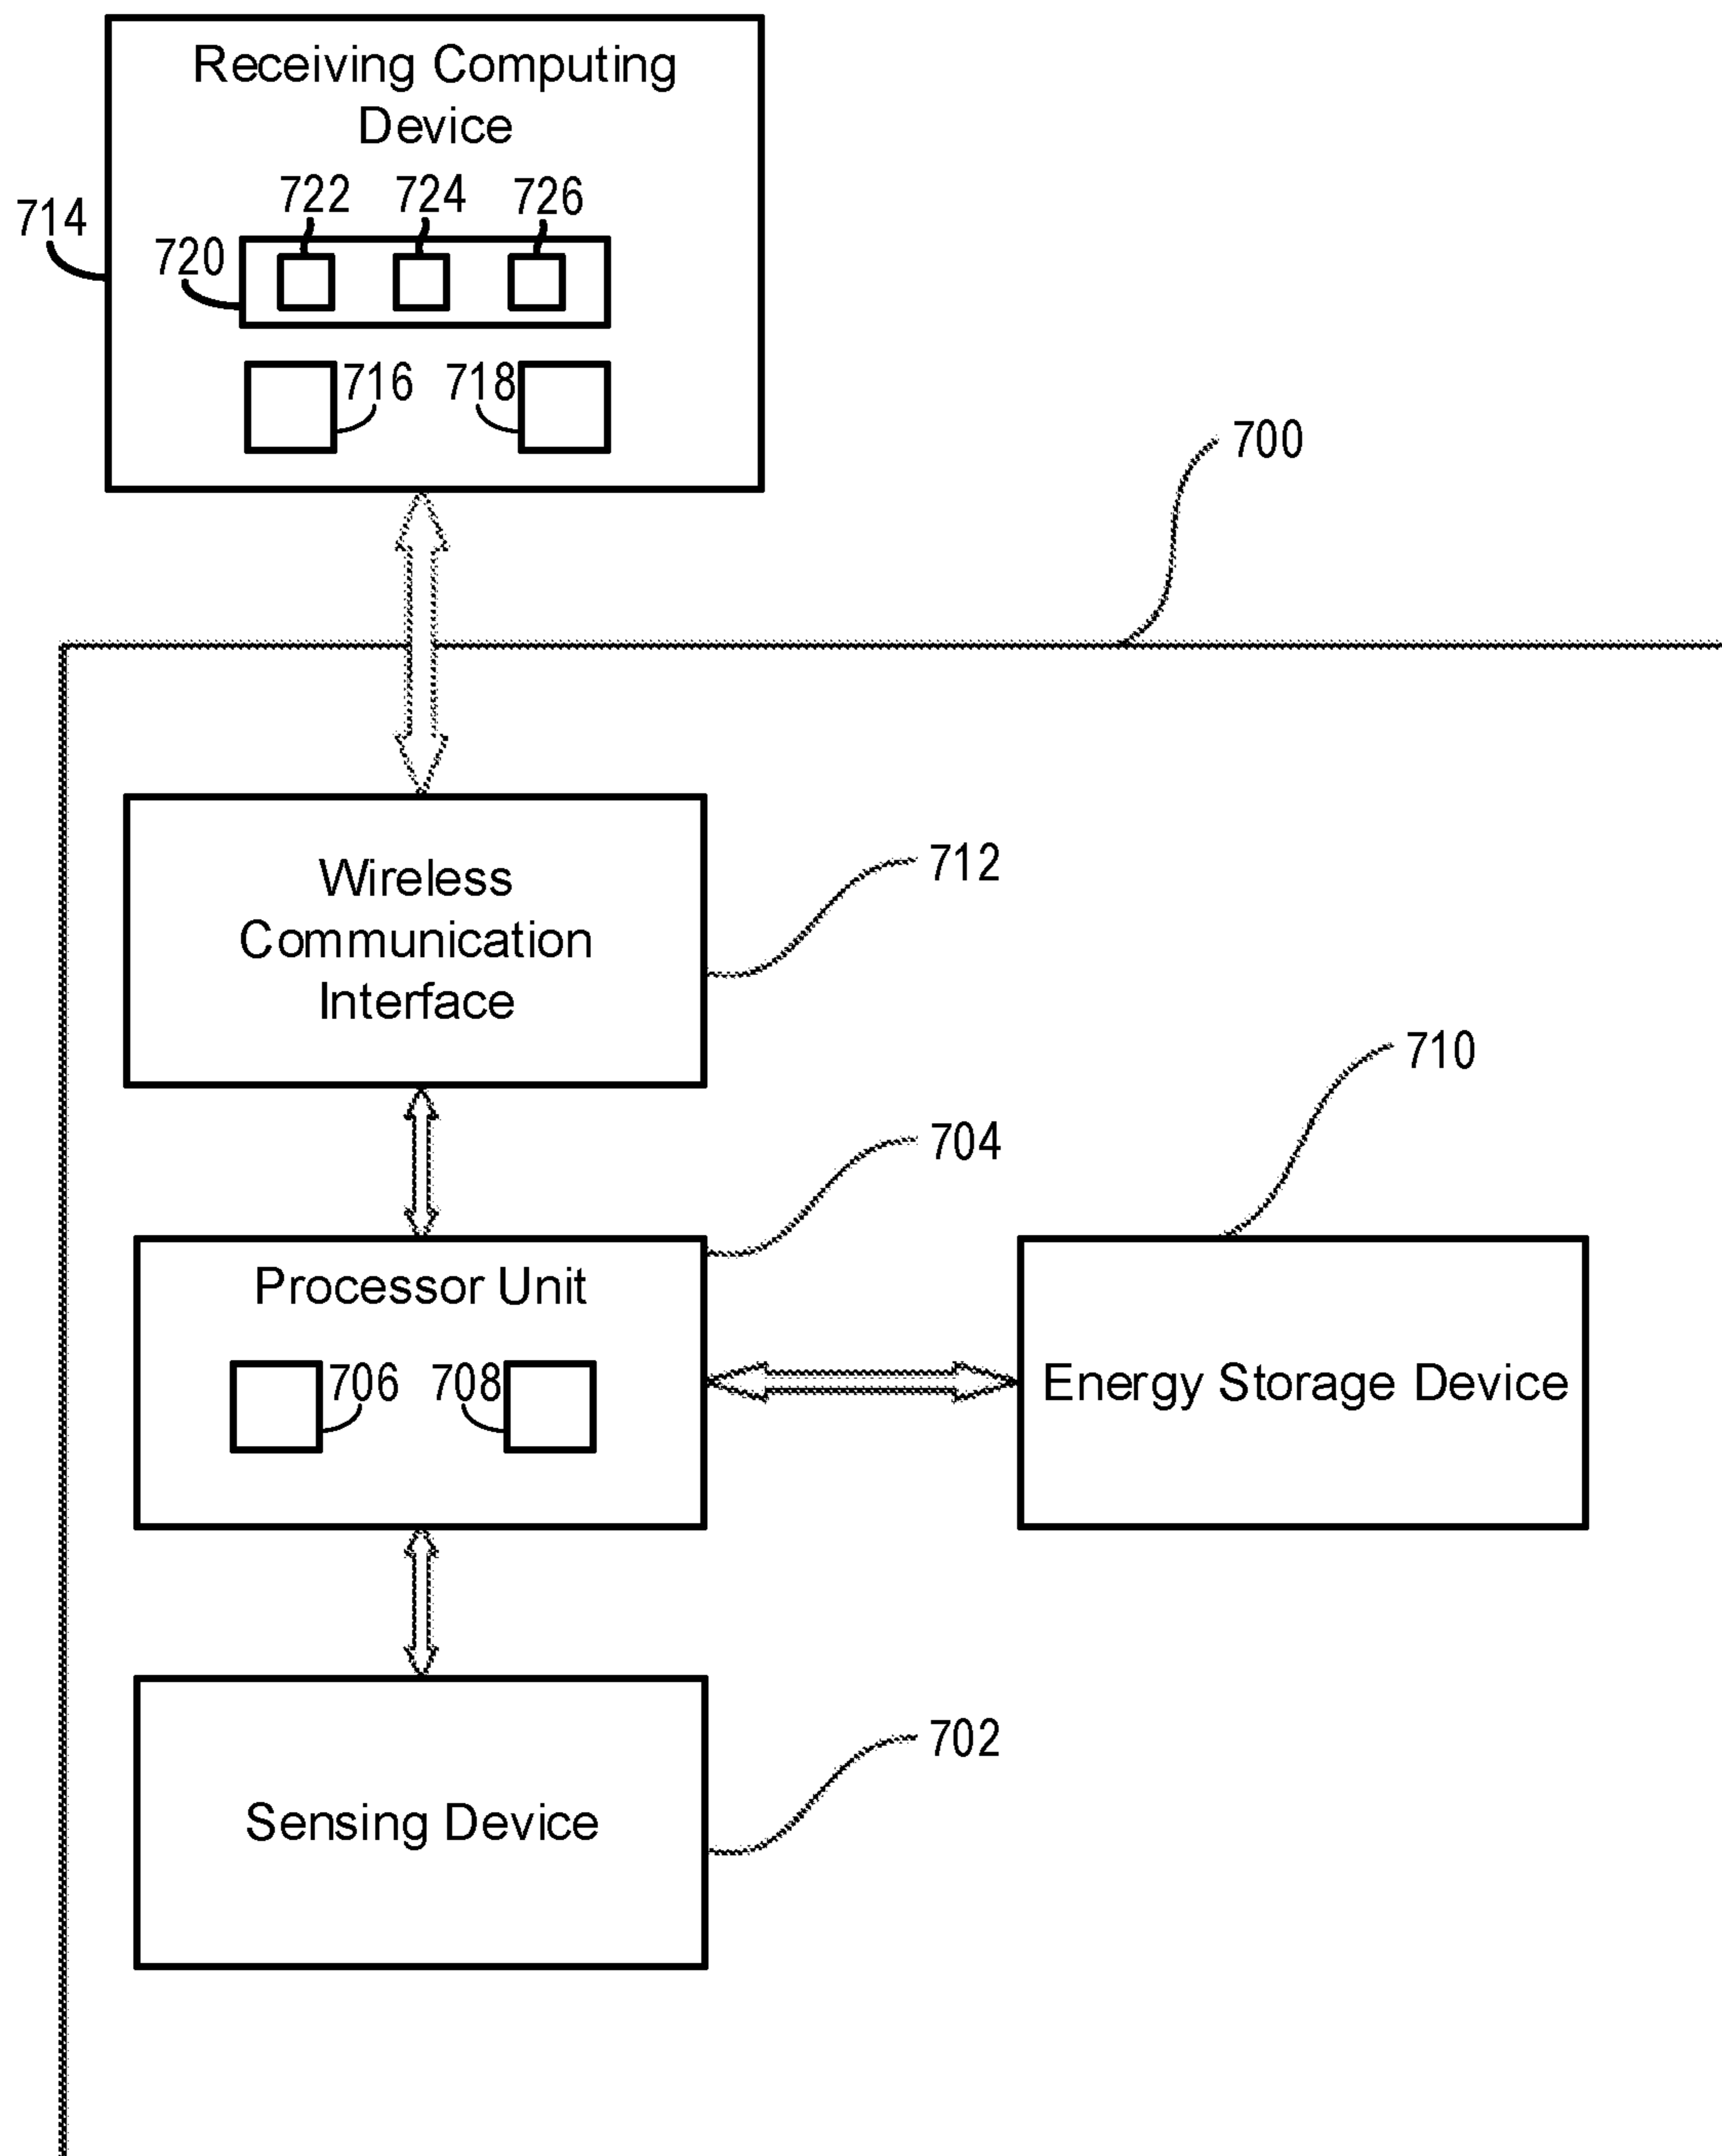 Receiving Computing
Device
722 724 726
714
720
716 718
700
Wireless
Communication
Interface
712
710
704
Processor Unit
706 708
Energy Storage Device
702
Sensing Device